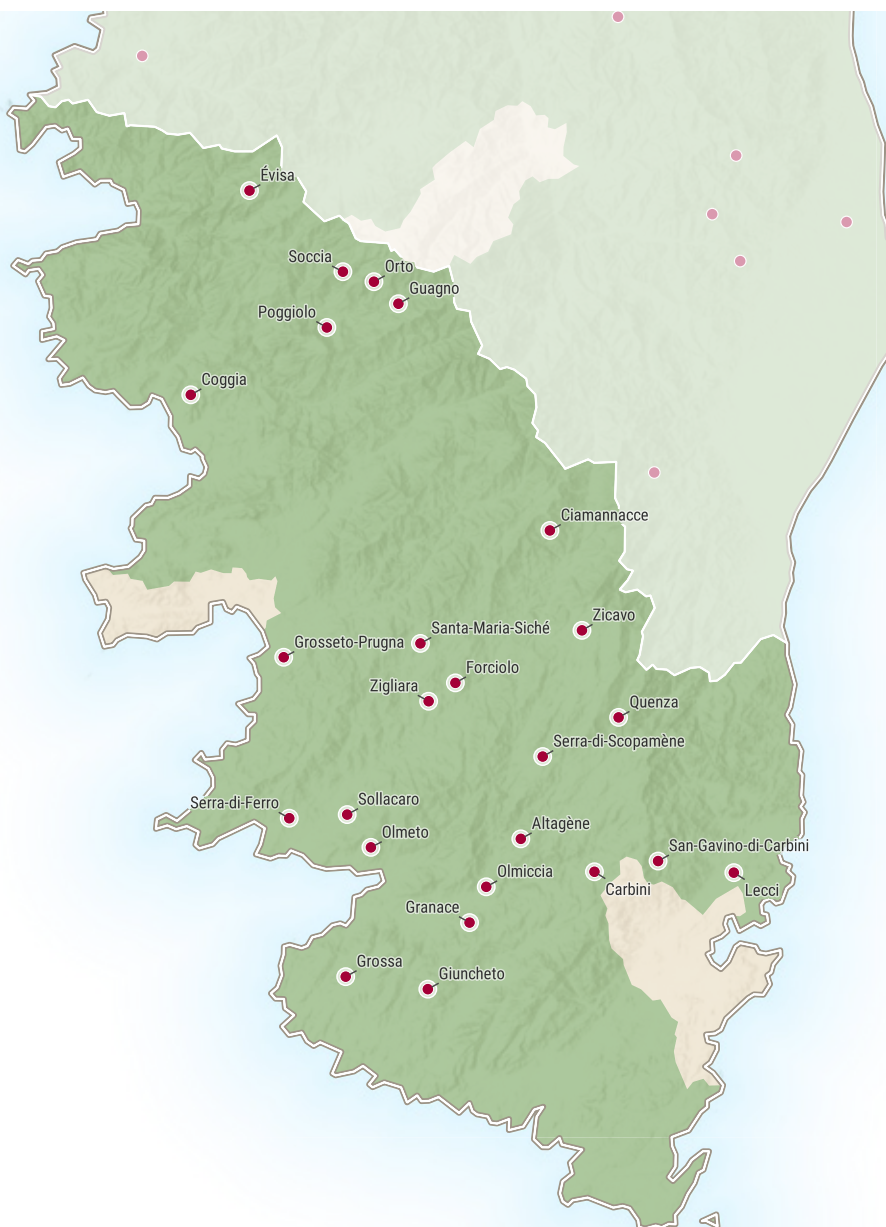 Évisa
Soccia
Orto
Guagno
Poggiolo
Coggia
Ciamannacce
Zicavo
Santa-Maria-Siché
Grosseto-Prugna
Forciolo
Zigliara
Quenza
Serra-di-Scopamène
Sollacaro
Serra-di-Ferro
Altagène
Olmeto
San-Gavino-di-Carbini
Olmiccia
Carbini
Lecci
Granace
Grossa
Giuncheto